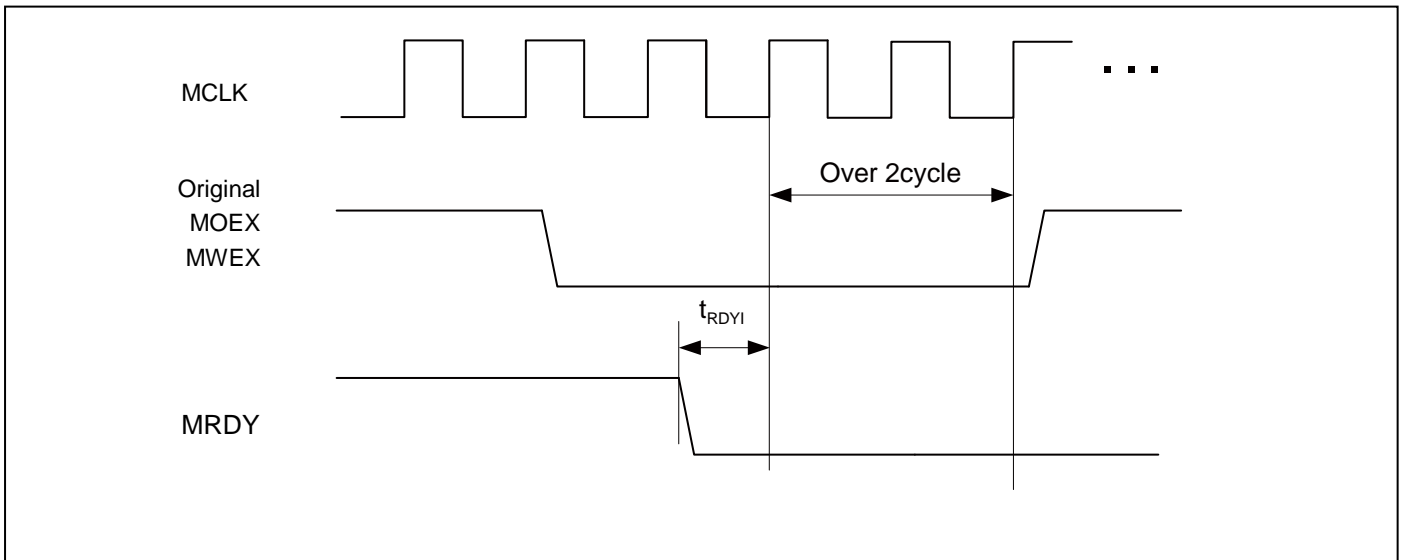 MCLK
. . .
Over 2cycle
Original
MOEX
MWEX
tRDYI
MRDY